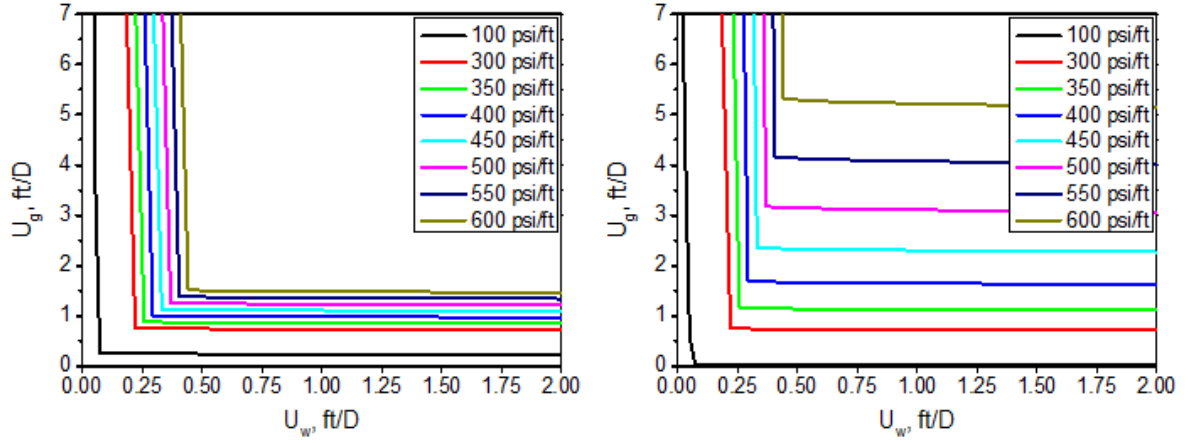 7
6
5
4
3
2
1
0
U_g, ft/D
0.00 0.25 0.50 0.75 1.00 1.25 1.50 1.75 2.00
U_w, ft/D
100 psi/ft
300 psi/ft
350 psi/ft
400 psi/ft
450 psi/ft
500 psi/ft
550 psi/ft
600 psi/ft
7
6
5
4
3
2
1
0
U_g, ft/D
0.00 0.25 0.50 0.75 1.00 1.25 1.50 1.75 2.00
U_w, ft/D
100 psi/ft
300 psi/ft
350 psi/ft
400 psi/ft
450 psi/ft
500 psi/ft
550 psi/ft
600 psi/ft